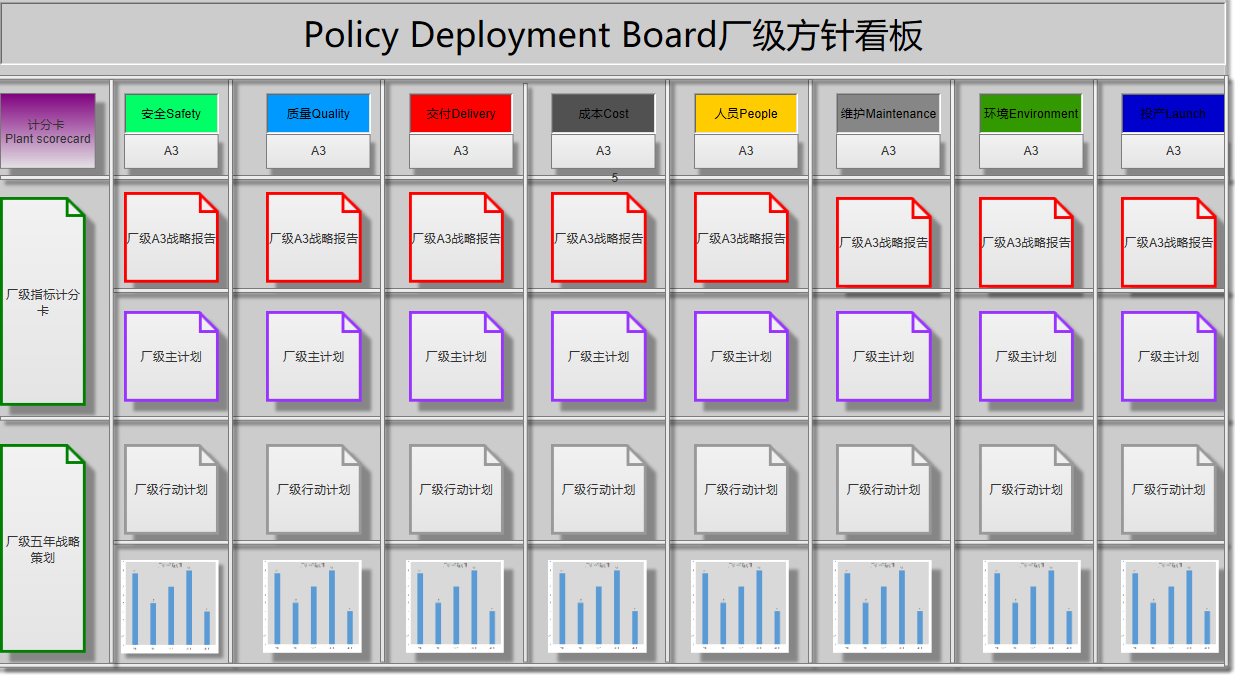 Policy Deployment Board厂级方针看板
计分卡
Plant scorecard
安全Safety
质量Quality
交付Delivery
成本Cost
人员People
维护Maintenance
环境Environment
投产Launch
A3
A3
A3
A3
A3
A3
A3
A3
5
厂级指标计分
卡
厂级A3战略报告
厂级A3战略报告
厂级A3战略报告
厂级A3战略报告
厂级A3战略报告
厂级A3战略报告
厂级A3战略报告
厂级A3战略报告
厂级主计划
厂级主计划
厂级主计划
厂级主计划
厂级主计划
厂级主计划
厂级主计划
厂级主计划
厂级五年战略
策划
厂级行动计划
厂级行动计划
厂级行动计划
厂级行动计划
厂级行动计划
厂级行动计划
厂级行动计划
厂级行动计划